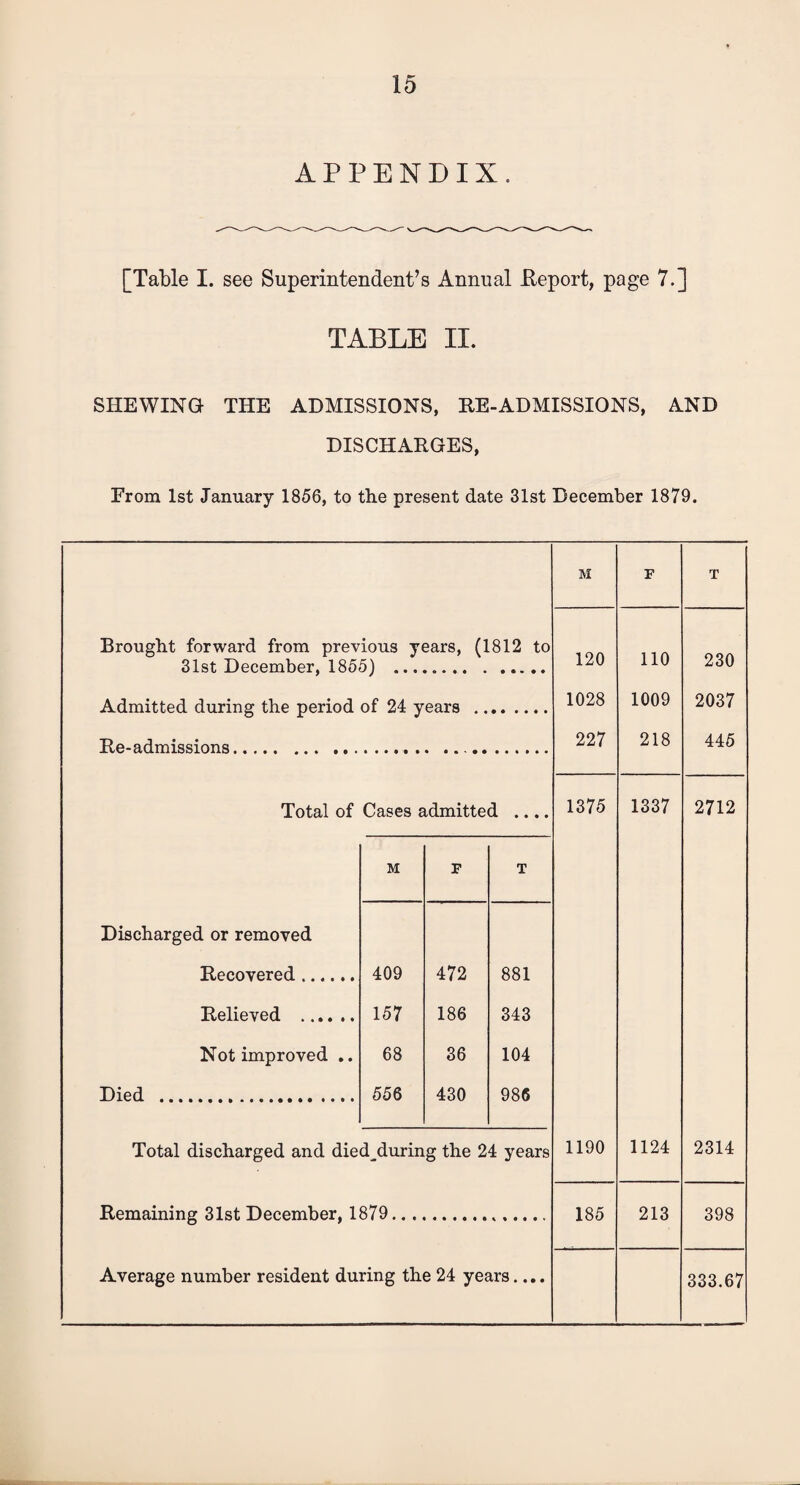 15
APPENDIX.
[Table I. see Superintendent's Annual Report, page 7.]
TABLE II.
SHEWING THE ADMISSIONS, RE-ADMISSIONS, AND
DISCHARGES,
From 1st January 1856, to the present date 31st December 1879.
M F T
Brought forward from previous years, (1812 to
31st December, 1855) ........ . ...... 120 110 230
Admitted during the period of 24 years ......... 1028 1009 2037
Re-admissions..... ... ......... ............ 227 218 445
Total of Cases admitted .... 1375 1337 2712
M F T
Discharged or removed
Recovered ...... 409 472 881
Relieved ...... 157 186 343
Not improved .. 68 36 104
Died .................... 556 430 986
Total discharged and died during the 24 years 1190 1124 2314
Remaining 31st December, 1879.................. 185 213 398
Average number resident during the 24 years.... 333.67